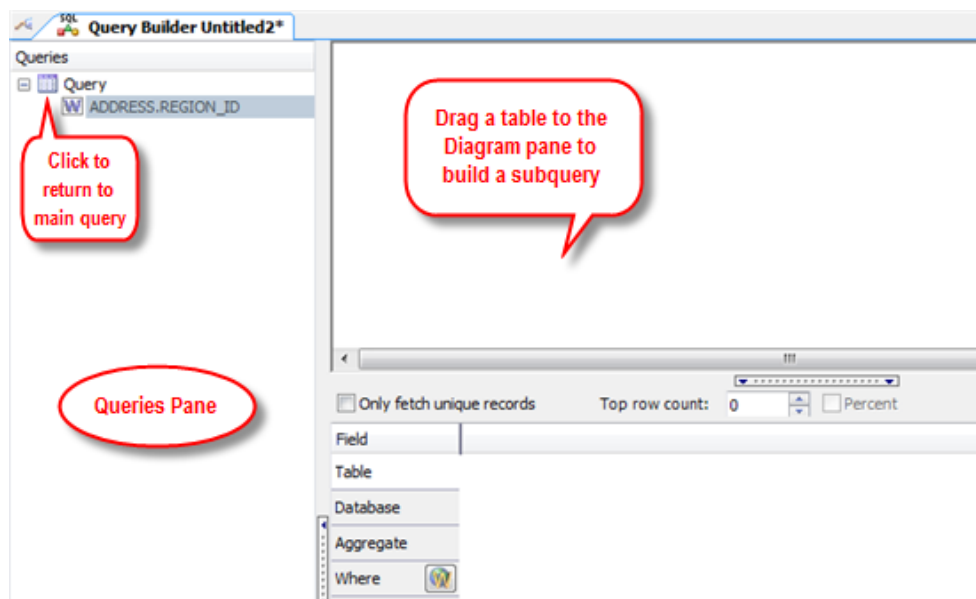 SQL
Query Builder Untitled2*
Queries
Query
W ADDRESS.REGION_ID
Click to
return to
main query
Drag a table to the
Diagram pane to
build a subquery
Queries Pane
Only fetch unique records Top row count: 0 Percent
Field
Table
Database
Aggregate
Where